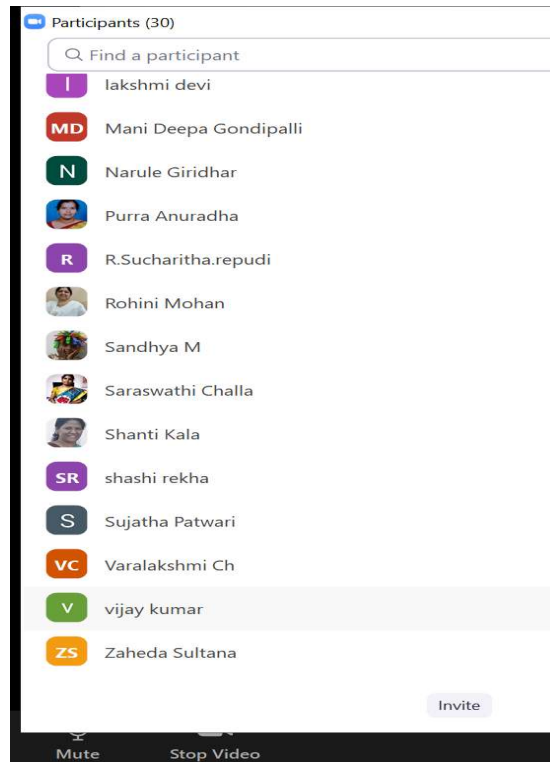 Participants (30)
Find a participant
l lakshmi devi
MD Mani Deepa Gondipalli
N Narule Giridhar
Purra Anuradha
R R.Sucharitha.repudi
Rohini Mohan
Sandhya M
Saraswathi Challa
Shanti Kala
SR shashi rekha
S Sujatha Patwari
VC Varalakshmi Ch
V vijay kumar
ZS Zaheda Sultana
Invite
Mute Stop Video